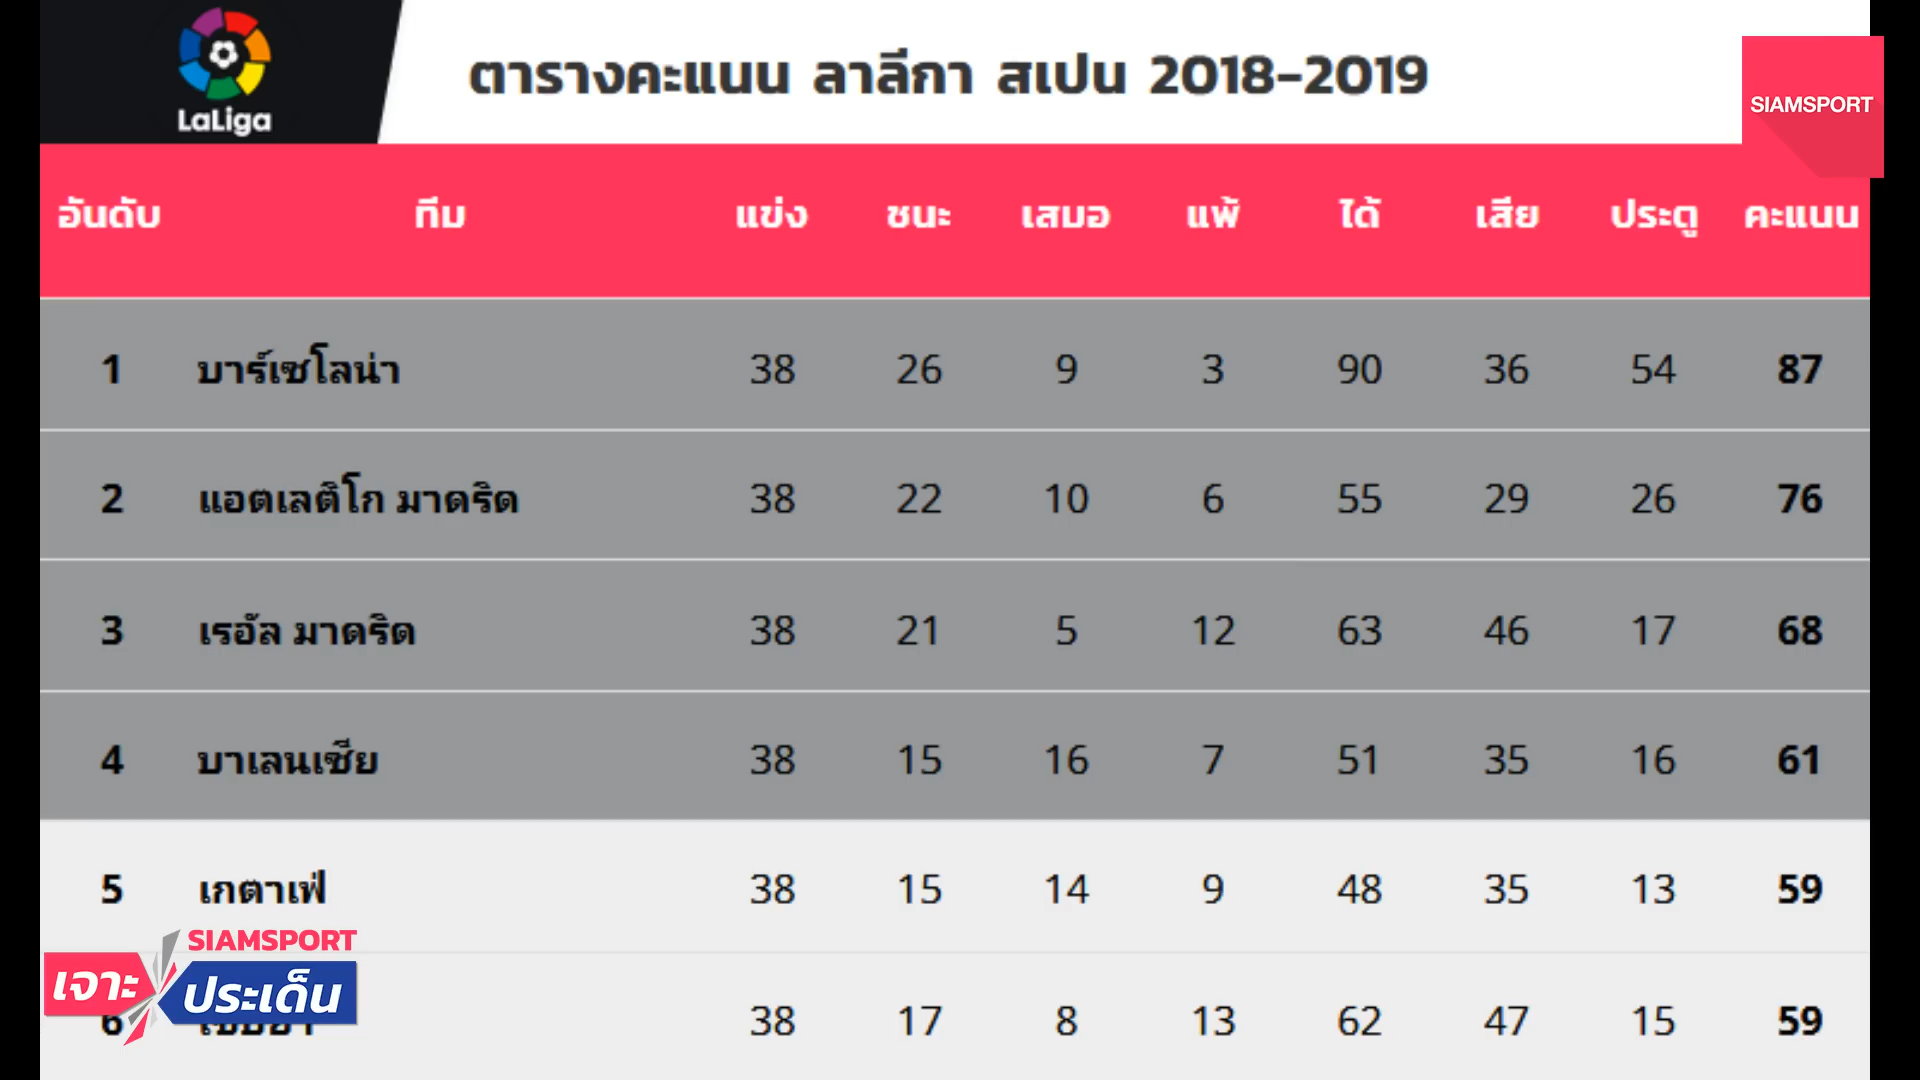 LaLiga
ตารางคะแนน ลาลีกา สเปน 2018-2019
SIAMSPORT
อันดับ ทีม แข่ง ชนะ เสมอ แพ้ ได้ เสีย ประตู คะแนน
1 บาร์เซโลน่า 38 26 9 3 90 36 54 87
2 แอตเลติโก มาดริด 38 22 10 6 55 29 26 76
3 เรอัล มาดริด 38 21 5 12 63 46 17 68
4 บาเลนเซีย 38 15 16 7 51 35 16 61
5 เกตาเฟ่ 38 15 14 9 48 35 13 59
SIAMSPORT
เจาะ ประเด็น
6 38 17 8 13 62 47 15 59